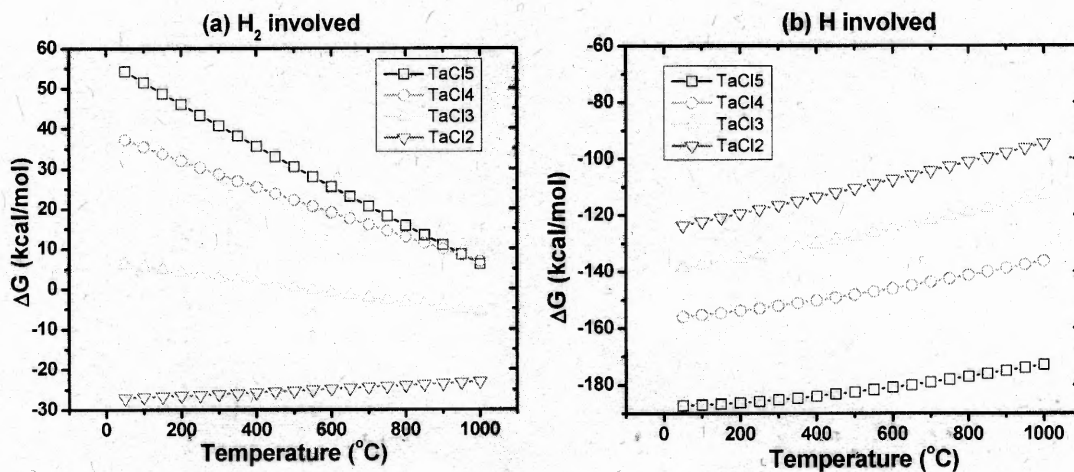 (a) H₂ involved
60
50
40
30
20
10
0
-10
-20
-30
0 200 400 600 800 1000
ΔG (kcal/mol)
Temperature (°C)
TaCl5
TaCl4
TaCl3
TaCl2
(b) H involved
-60
-80
-100
-120
-140
-160
-180
0 200 400 600 800 1000
ΔG (kcal/mol)
Temperature (°C)
TaCl5
TaCl4
TaCl3
TaCl2